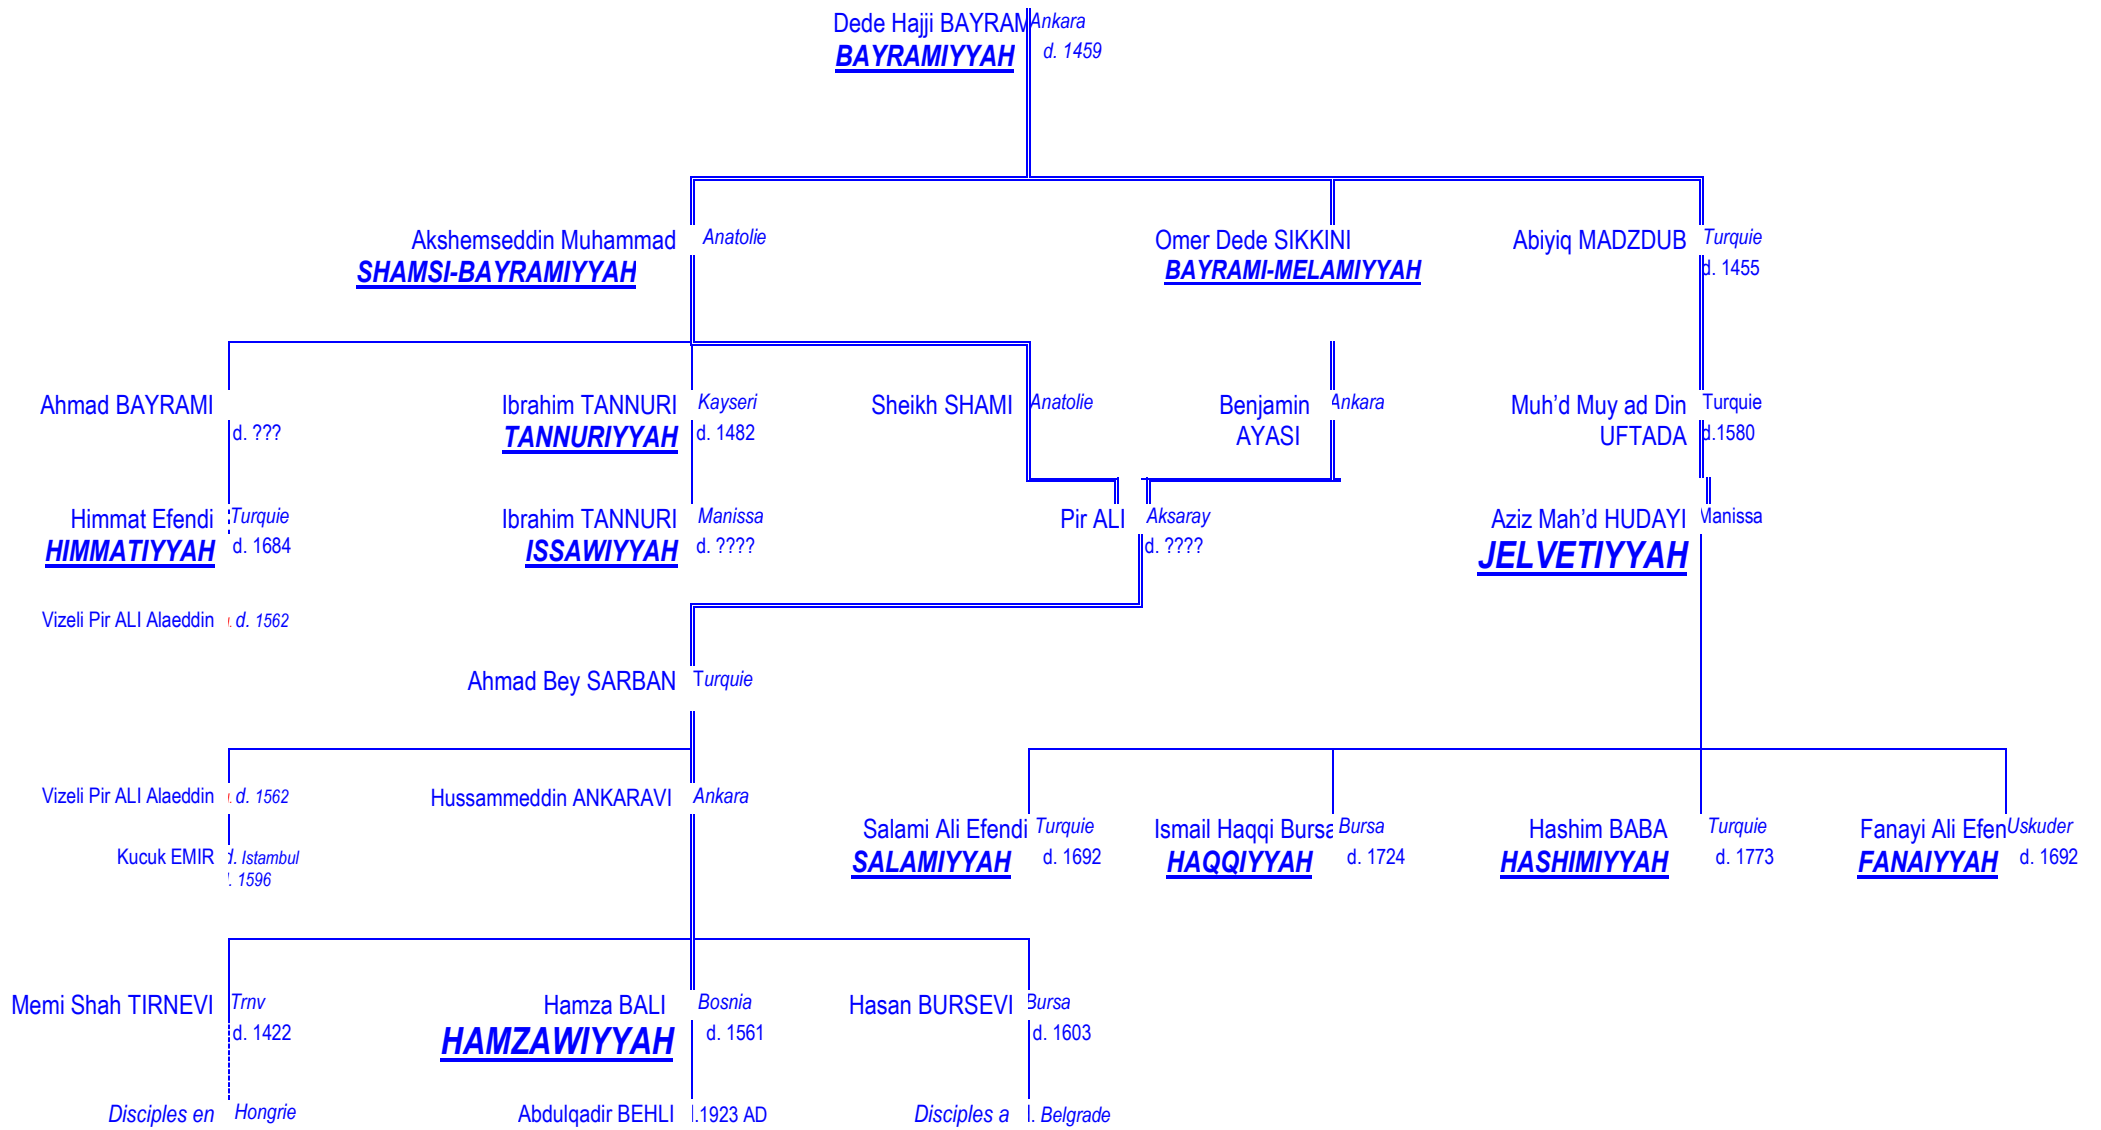 Dede Hajji BAYRAM Ankara
BAYRAMIYYAH d. 1459
Akshemseddin Muhammad Anatolie Omer Dede SIKKINI Abiyiq MADZDUB Turquie
SHAMSI-BAYRAMIYYAH BAYRAMI-MELAMIYYAH d. 1455
Ahmad BAYRAMI Ibrahim TANNURI Kayseri Sheikh SHAMI Anatolie Benjamin Ankara Muh'd Muy ad Din Turquie
d. ??? TANNURIYYAH d. 1482 AYASI UFTADA d.1580
Himmat Efendi Turquie Ibrahim TANNURI Manissa Pir ALI Aksaray Aziz Mah'd HUDAYI Manissa
HIMMATIYYAH d. 1684 ISSAWIYYAH d. ???? d. ???? JELVETIYYAH
Vizeli Pir ALI Alaeddin d. 1562
Ahmad Bey SARBAN Turquie
Vizeli Pir ALI Alaeddin d. 1562 Hussammeddin ANKARAVI Ankara
Salami Ali Efendi Turquie Ismail Haqqi Bursa Bursa Hashim BABA Turquie Fanayi Ali Efen Uskuder
Kucuk EMIR d. Istambul SALAMIYYAH d. 1692 HAQQIYYAH d. 1724 HASHIMIYYAH d. 1773 FANAIYYAH d. 1692
1596
Memi Shah TIRNEVI Trnv Hamza BALI Bosnia Hasan BURSEVI Bursa
d. 1422 HAMZAWIYYAH d. 1561 d. 1603
Disciples en Hongrie Abdulqadir BEHLI .1923 AD Disciples a Belgrade